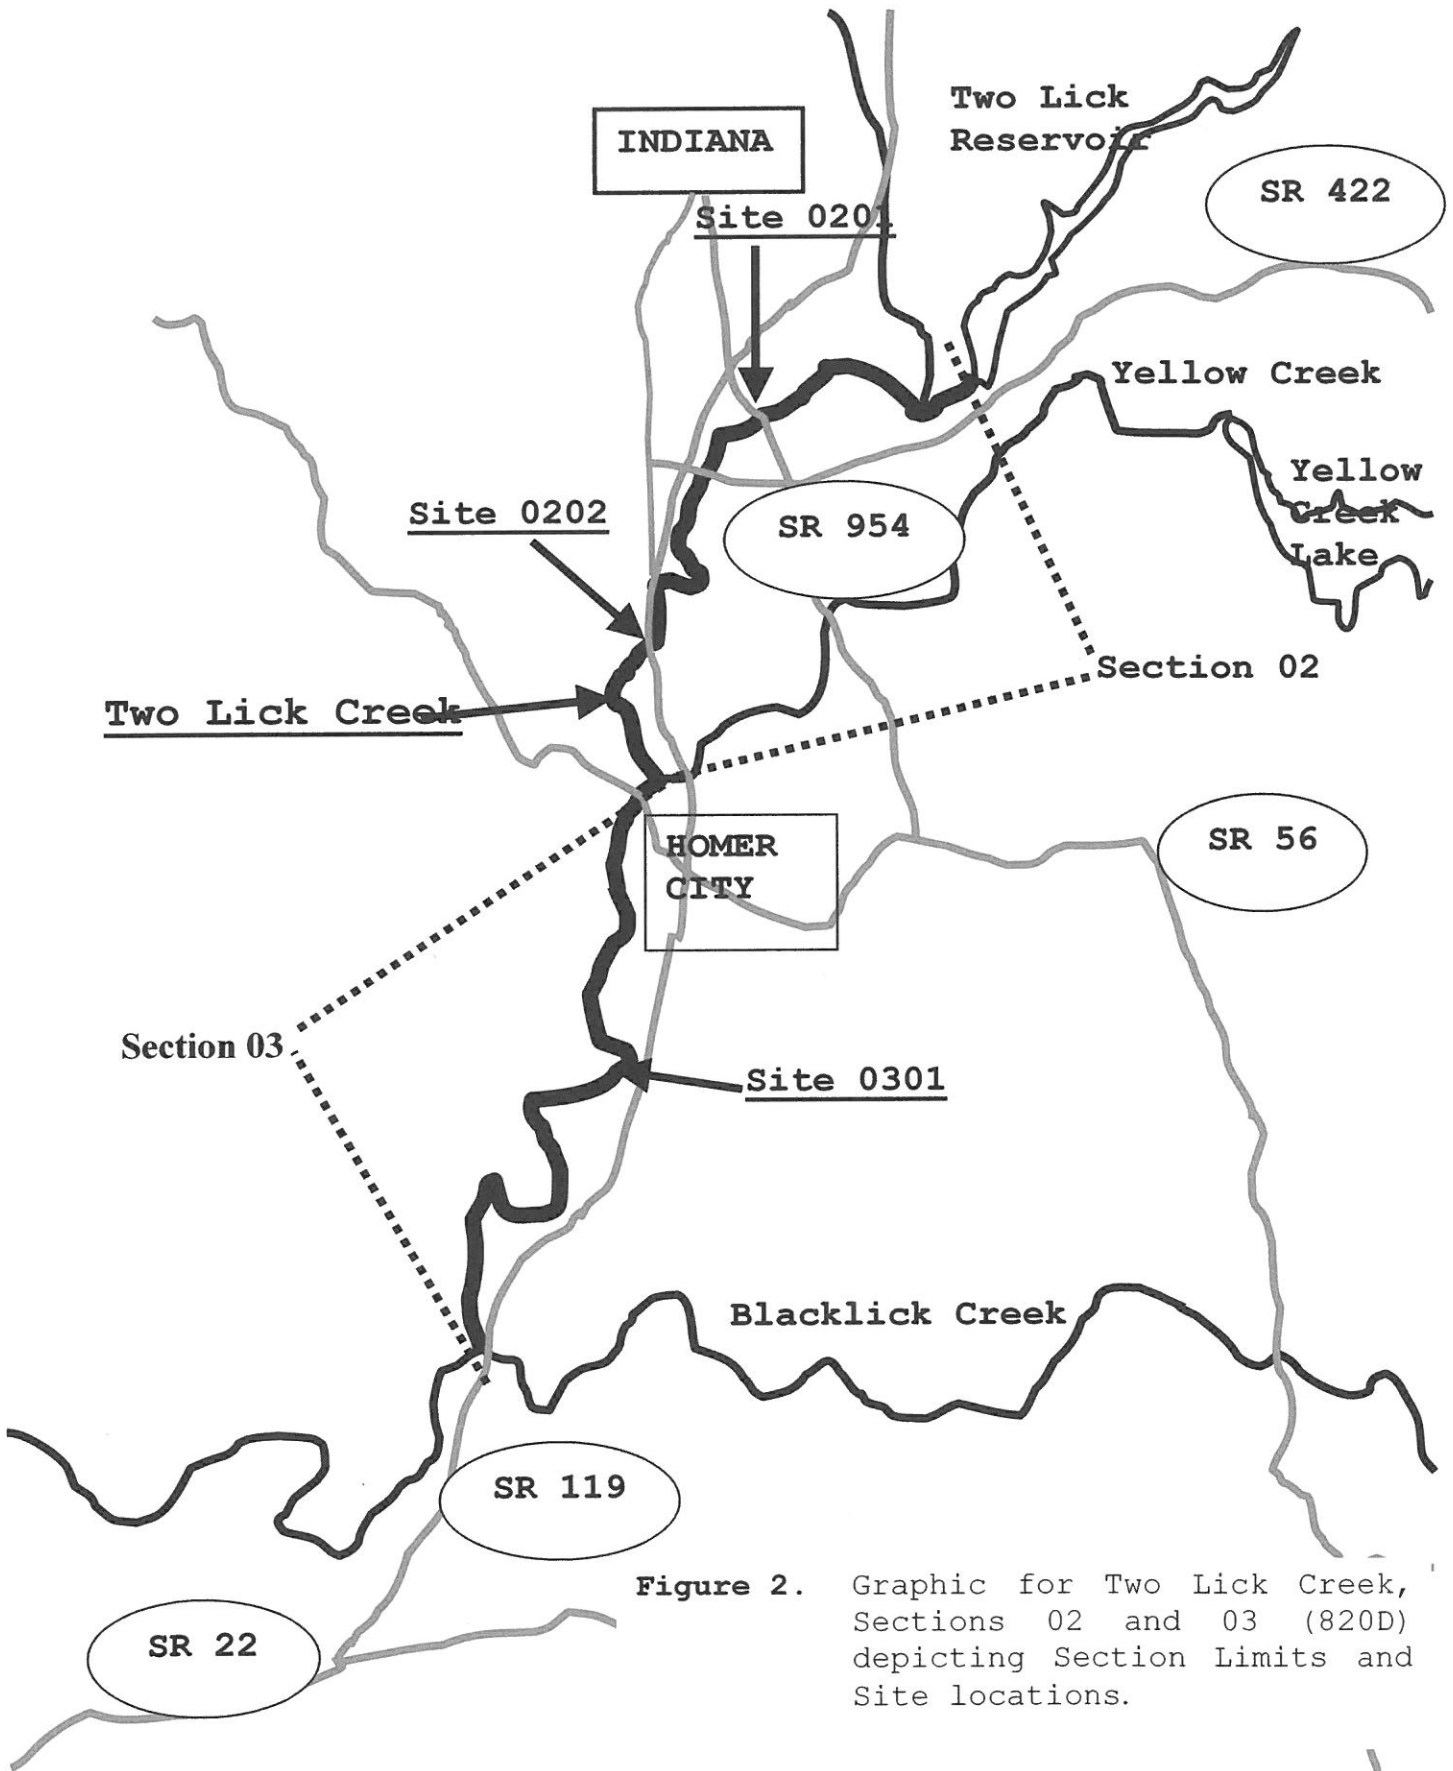 Two Lick
Reservoir
INDIANA
SR 422
Site 0201
Yellow Creek
Yellow
Creek
Lake
Site 0202
SR 954
Section 02
Two Lick Creek
SR 56
HOMER
CITY
Section 03
Site 0301
Blacklick Creek
SR 119
Figure 2. Graphic for Two Lick Creek,
Sections 02 and 03 (820D)
depicting Section Limits and
Site locations.
SR 22